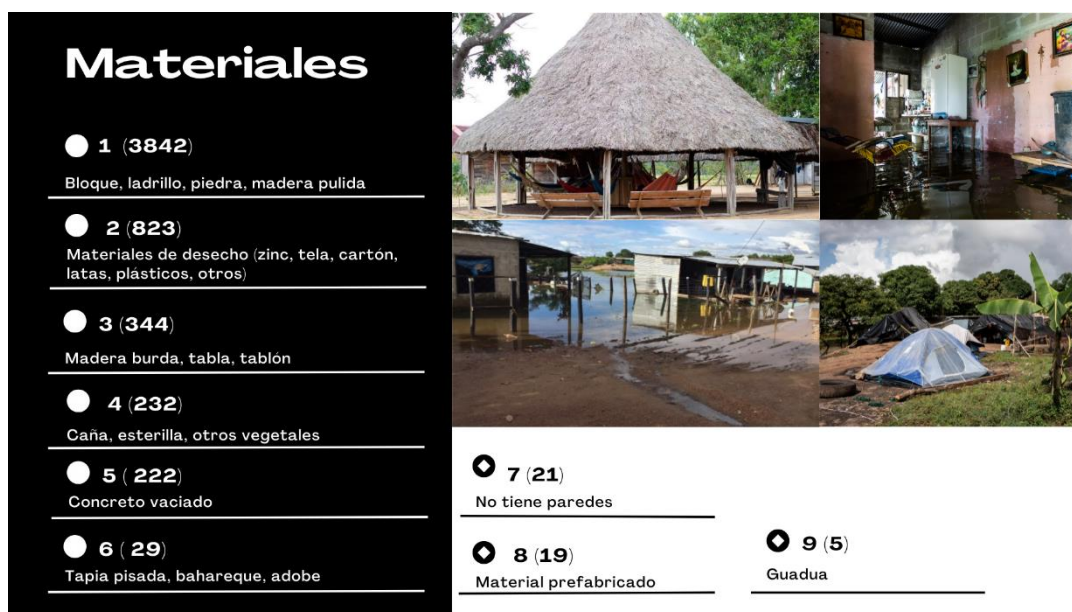 Materiales
1 (3842)
Bloque, ladrillo, piedra, madera pulida
2 (823)
Materiales de desecho (zinc, tela, cartón,
latas, plásticos, otros)
3 (344)
Madera burda, tabla, tablón
4 (232)
Caña, esterilla, otros vegetales
5 ( 222)
Concreto vaciado
6 ( 29)
Tapia pisada, bahareque, adobe
7 (21)
No tiene paredes
8 (19)
Material prefabricado
9 (5)
Guadua